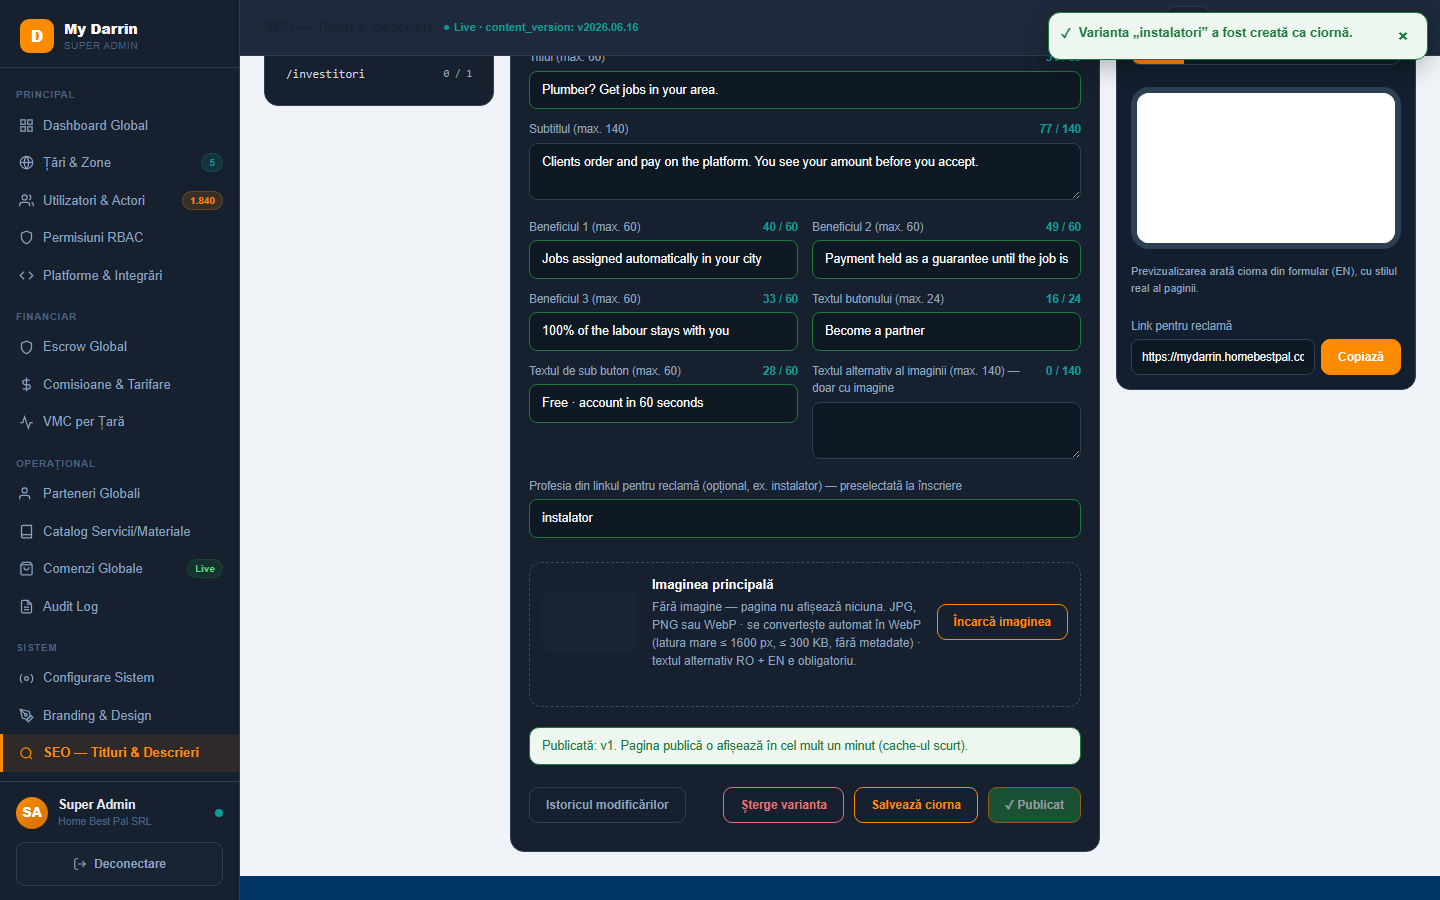 D
My Darrin
SUPER ADMIN
PRINCIPAL
Dashboard Global
Țări & Zone
5
Utilizatori & Actori
1.840
Permisiuni RBAC
Platforme & Integrări
FINANCIAR
Escrow Global
Comisioane & Tarifare
VMC per Țară
OPERAȚIONAL
Parteneri Globali
Catalog Servicii/Materiale
Comenzi Globale
Live
Audit Log
SISTEM
Configurare Sistem
Branding & Design
SEO — Titluri & Descrieri
SA
Super Admin
Home Best Pal SRL
Deconectare
SEO — Titluri & Descrieri
● Live · content_version: v2026.06.16
✓ Varianta „instalatori” a fost creată ca ciornă.
×
/investitori
0 / 1
Titlul (max. 60)
Plumber? Get jobs in your area.
Subtitlul (max. 140)
77 / 140
Clients order and pay on the platform. You see your amount before you accept.
Beneficiul 1 (max. 60)
40 / 60
Beneficiul 2 (max. 60)
49 / 60
Jobs assigned automatically in your city
Payment held as a guarantee until the job is
Beneficiul 3 (max. 60)
33 / 60
Textul butonului (max. 24)
16 / 24
100% of the labour stays with you
Become a partner
Textul de sub buton (max. 60)
28 / 60
Textul alternativ al imaginii (max. 140) —
doar cu imagine
0 / 140
Free · account in 60 seconds
Profesia din linkul pentru reclamă (opțional, ex. instalator) — preselectată la înscriere
instalator
Imaginea principală
Fără imagine — pagina nu afișează niciuna. JPG,
PNG sau WebP · se convertește automat în WebP
(latura mare ≤ 1600 px, ≤ 300 KB, fără metadate) ·
textul alternativ RO + EN e obligatoriu.
Încarcă imaginea
Publicată: v1. Pagina publică o afișează în cel mult un minut (cache-ul scurt).
Istoricul modificărilor
Șterge varianta
Salvează ciorna
✓ Publicat
Previzualizarea arată ciorna din formular (EN), cu stilul
real al paginii.
Link pentru reclamă
https://mydarrin.homebestpal.cc
Copiază